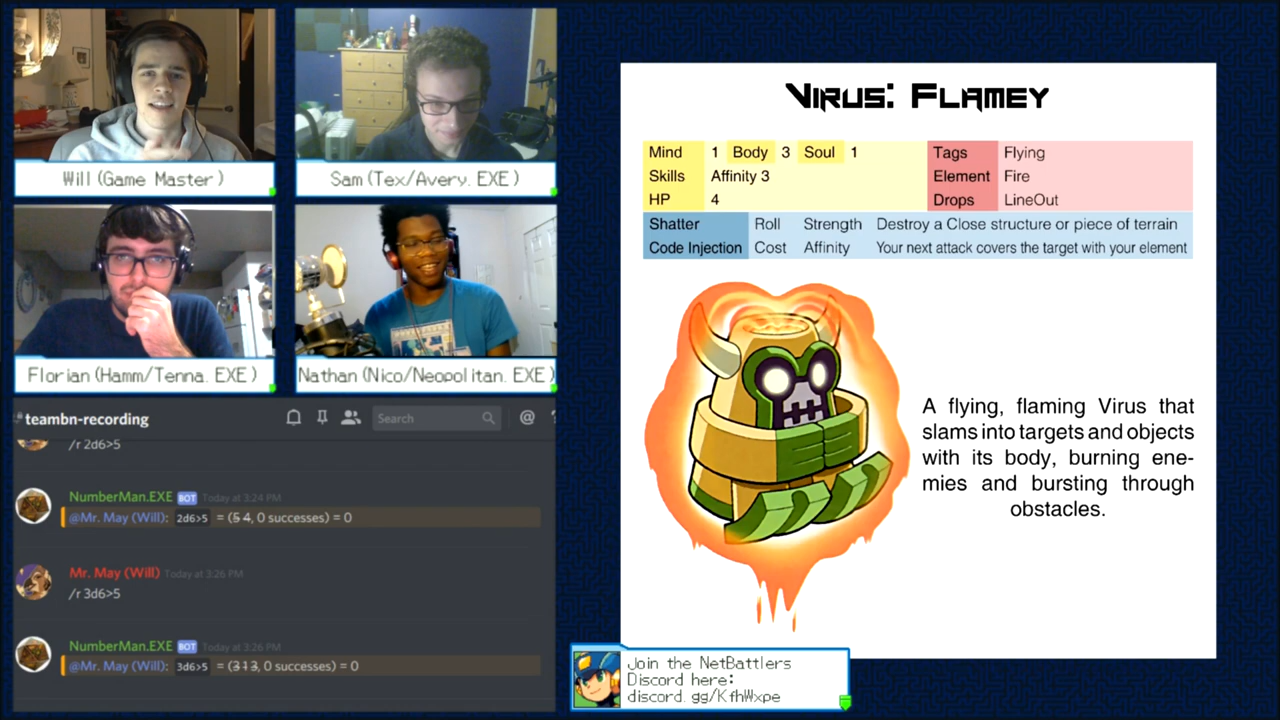 Will (Game Master)
Sam (Tex/Avery. EXE)
Florian (Hamm/Tenna. EXE)
Nathan (Nico/Neopolitan. EXE)
teambn-recording
Search
@
/r 2d6>5
NumberMan.EXE BOT Today at 3:24 PM
@Mr. May (Will): 2d6>5 = (5 4, 0 successes) = 0
Mr. May (Will) Today at 3:26 PM
/r 3d6>5
NumberMan.EXE BOT Today at 3:26 PM
@Mr. May (Will): 3d6>5 = (3 1 3, 0 successes) = 0
Virus: Flamey
Mind 1 Body 3 Soul 1
Skills Affinity 3
HP 4
Tags Flying
Element Fire
Drops LineOut
Shatter Roll Strength Destroy a Close structure or piece of terrain
Code Injection Cost Affinity Your next attack covers the target with your element
A flying, flaming Virus that
slams into targets and objects
with its body, burning ene-
mies and bursting through
obstacles.
Join the NetBattlers
Discord here:
discord.gg/KfhWxpe